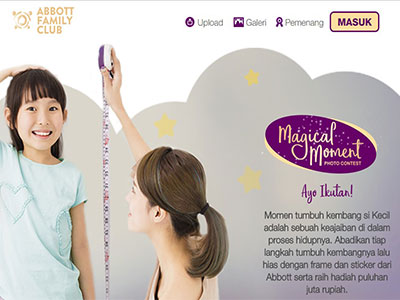 ABBOTT
FAMILY
CLUB
Upload
Galeri
Pemenang
MASUK
Magical
Moment
PHOTO CONTEST
Ayo Ikutan!
Momen tumbuh kembang si Kecil
adalah sebuah keajaiban di dalam
proses hidupnya. Abadikan tiap
langkah tumbuh kembangnya lalu
hias dengan frame dan sticker dari
Abbott serta raih hadiah puluhan
juta rupiah.